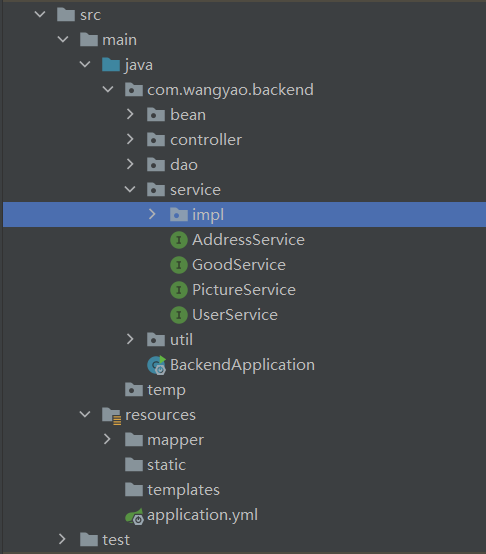 src
main
java
com.wangyao.backend
bean
controller
dao
service
impl
AddressService
GoodService
PictureService
UserService
util
BackendApplication
temp
resources
mapper
static
templates
application.yml
test